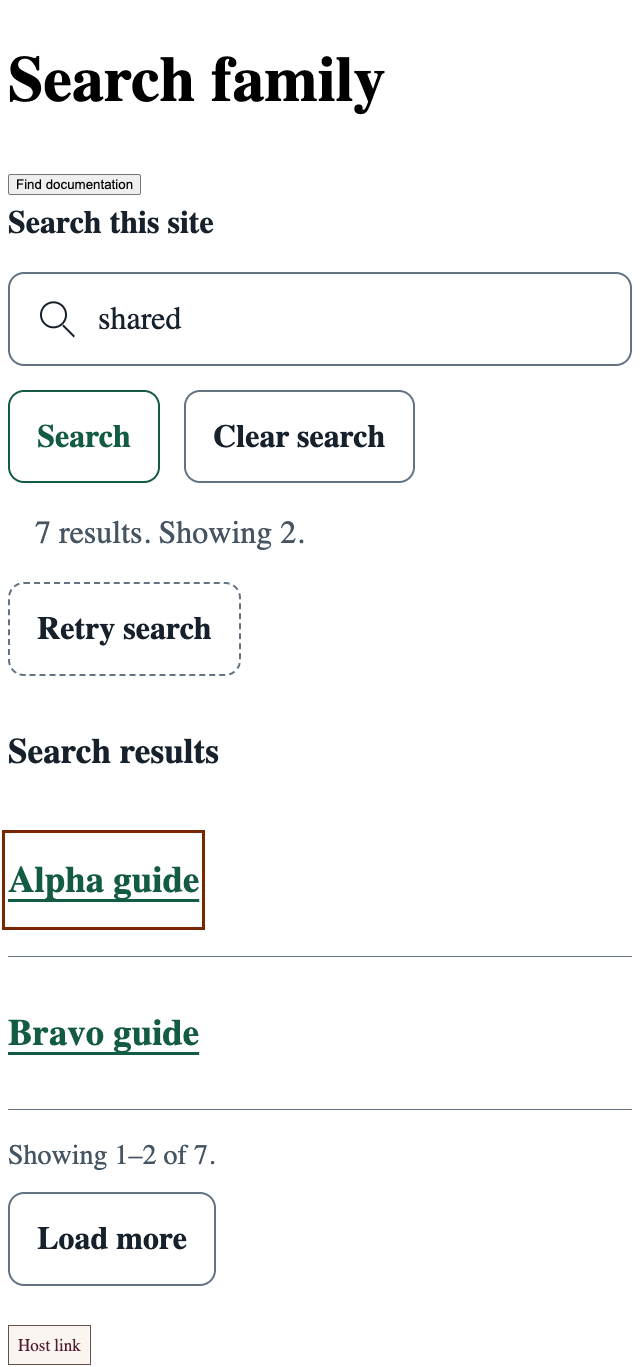 Search family
Find documentation
Search this site
shared
Search
Clear search
7 results. Showing 2.
Retry search
Search results
Alpha guide
Bravo guide
Showing 1–2 of 7.
Load more
Host link